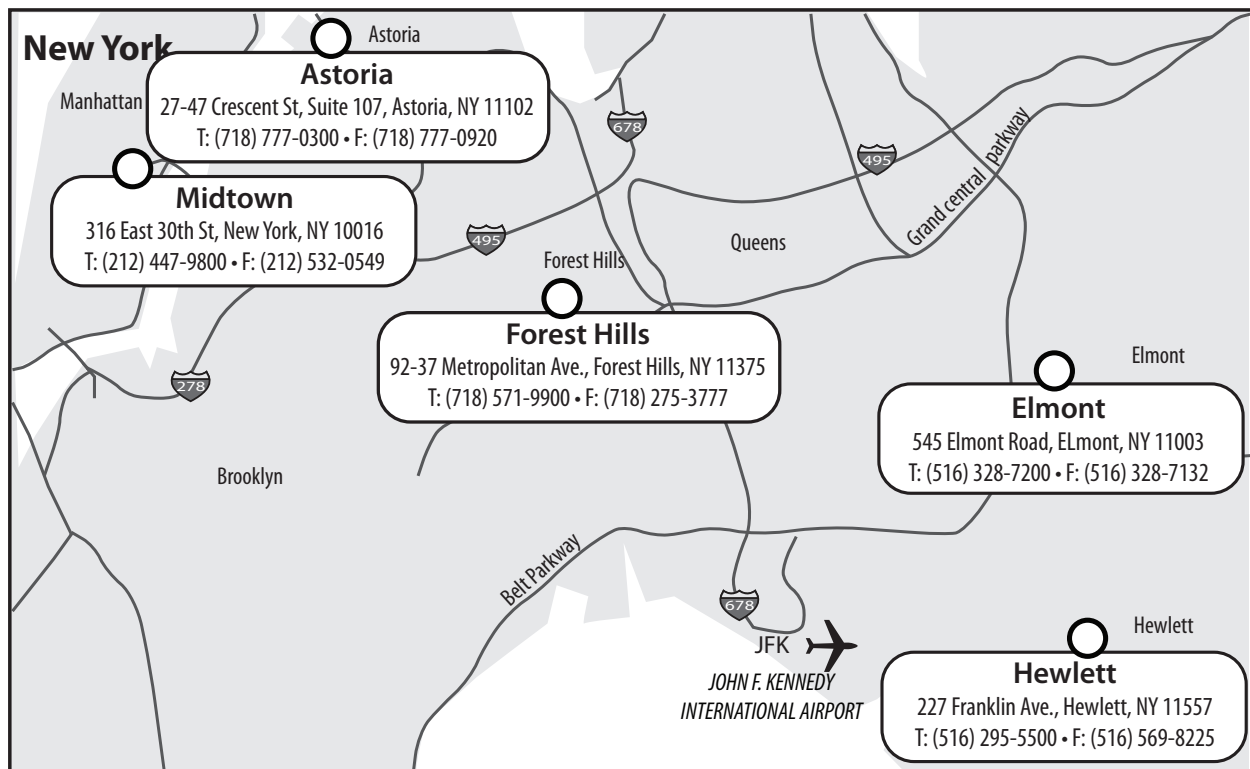 New York
Astoria
Astoria
27-47 Crescent St, Suite 107, Astoria, NY 11102
T: (718) 777-0300 • F: (718) 777-0920
Manhattan
678
495
Grand central parkway
Midtown
316 East 30th St, New York, NY 10016
T: (212) 447-9800 • F: (212) 532-0549
495
Queens
Forest Hills
Forest Hills
92-37 Metropolitan Ave., Forest Hills, NY 11375
T: (718) 571-9900 • F: (718) 275-3777
278
Elmont
Elmont
545 Elmont Road, ELmont, NY 11003
T: (516) 328-7200 • F: (516) 328-7132
Brooklyn
Belt Parkway
678
JFK
JOHN F. KENNEDY
INTERNATIONAL AIRPORT
Hewlett
Hewlett
227 Franklin Ave., Hewlett, NY 11557
T: (516) 295-5500 • F: (516) 569-8225